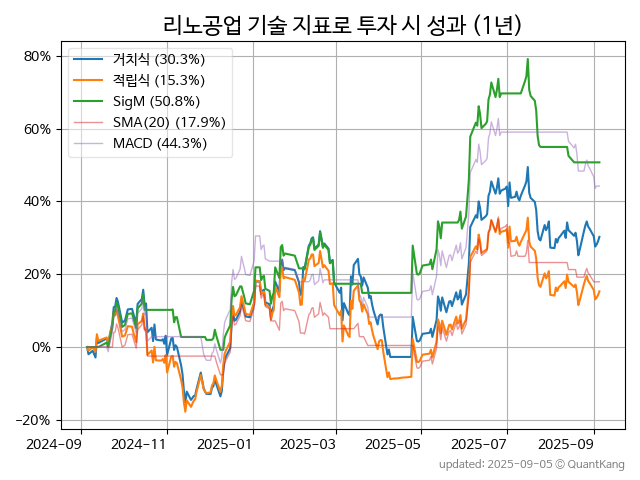 리노공업 기술 지표로 투자 시 성과 (1년)
80%
60%
40%
20%
0%
−20%
거치식 (30.3%)
적립식 (15.3%)
SigM (50.8%)
SMA(20) (17.9%)
MACD (44.3%)
2024-09
2024-11
2025-01
2025-03
2025-05
2025-07
2025-09
updated: 2025-09-05 © QuantKang